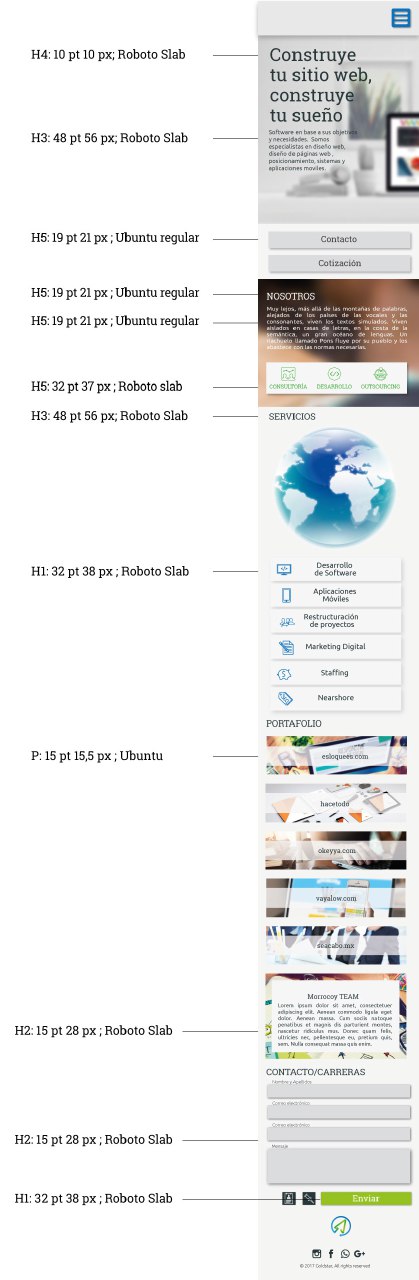 H4: 10 pt 10 px; Roboto Slab
Construye
tu sitio web,
construye
tu sueño
H3: 48 pt 56 px; Roboto Slab
Software en base a sus objetivos
y necesidades. Somos
especialistas en diseño web,
diseño de páginas web ,
posicionamiento, sistemas y
aplicaciones moviles.
H5: 19 pt 21 px ; Ubuntu regular
Contacto
Cotización
H5: 19 pt 21 px ; Ubuntu regular
NOSOTROS
Muy lejos, más allá de las montañas de palabras,
alejados de los países de las vocales y las
consonantes, viven los textos simulados. Viven
aislados en casas de letras, en la costa de la
semántica, un gran océano de lenguas. Un
riachuelo llamado Pons fluye por su pueblo y los
abastece con las normas necesarias.
H5: 19 pt 21 px ; Ubuntu regular
H5: 32 pt 37 px ; Roboto slab
CONSULTORÍA DESARROLLO OUTSOURCING
H3: 48 pt 56 px; Roboto Slab
SERVICIOS
H1: 32 pt 38 px ; Roboto Slab
Desarrollo
de Software
Aplicaciones
Móviles
Restructuración
de proyectos
Marketing Digital
Staffing
Nearshore
PORTAFOLIO
P: 15 pt 15,5 px ; Ubuntu
esloquees.com
hacetodo
okeyya.com
vayalow.com
seacabo.mx
Morrocoy TEAM
Lorem ipsum dolor sit amet, consectetuer
adipiscing elit. Aenean commodo ligula eget
dolor. Aenean massa. Cum sociis natoque
penatibus et magnis dis parturient montes,
nascetur ridiculus mus. Donec quam felis,
ultricies nec, pellentesque eu, pretium quis,
sem. Nulla consequat massa quis enim.
H2: 15 pt 28 px ; Roboto Slab
CONTACTO/CARRERAS
Nombre y Apellidos
Correo electrónico
Correo electrónico
H2: 15 pt 28 px ; Roboto Slab
Mensaje
H1: 32 pt 38 px ; Roboto Slab
Enviar
G+
© 2017 Coldstar, All rights reserved